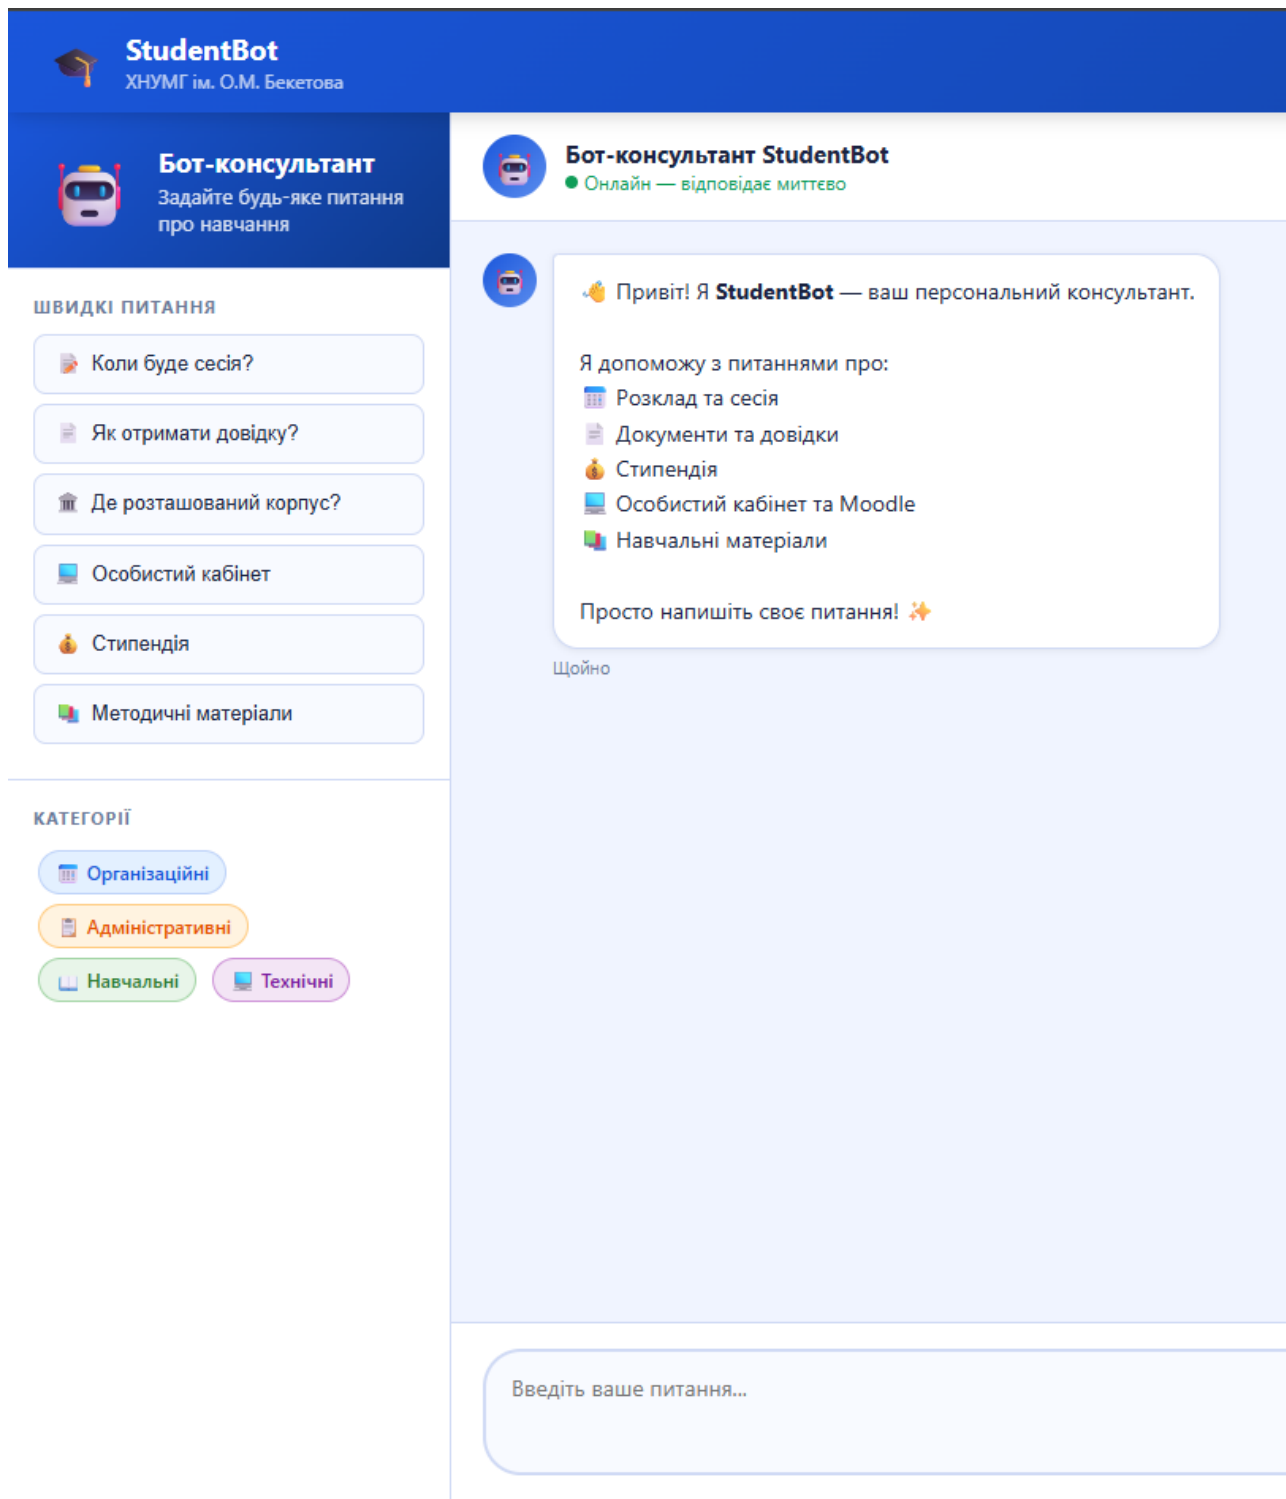 StudentBot
ХНУМГ ім. О.М. Бекетова
Бот-консультант
Задайте будь-яке питання
про навчання
ШВИДКІ ПИТАННЯ
Коли буде сесія?
Як отримати довідку?
Де розташований корпус?
Особистий кабінет
Стипендія
Методичні матеріали
КАТЕГОРІЇ
Організаційні
Адміністративні
Навчальні
Технічні
Бот-консультант StudentBot
Онлайн — відповідає миттєво
Привіт! Я StudentBot — ваш персональний консультант.
Я допоможу з питаннями про:
Розклад та сесія
Документи та довідки
Стипендія
Особистий кабінет та Moodle
Навчальні матеріали
Просто напишіть своє питання!
Щойно
Введіть ваше питання...